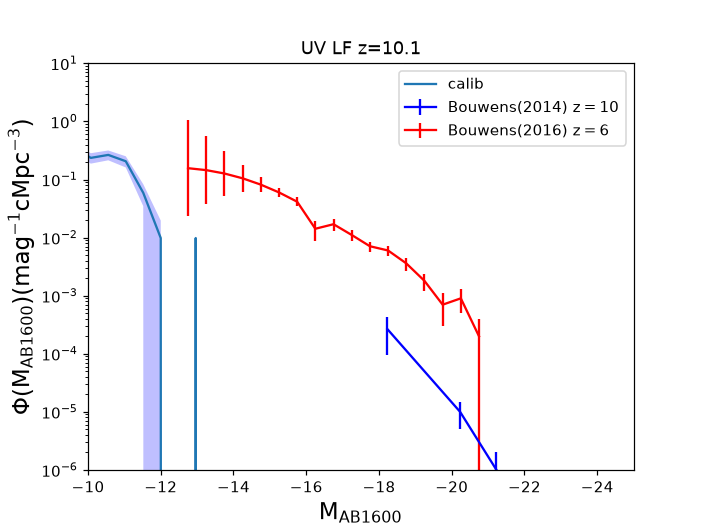 UV LF z=10.1
calib
Bouwens(2014) z = 10
Bouwens(2016) z = 6
Φ(M_AB1600)(mag⁻¹cMpc⁻³)
10¹
10⁰
10⁻¹
10⁻²
10⁻³
10⁻⁴
10⁻⁵
10⁻⁶
−10 −12 −14 −16 −18 −20 −22 −24
M_AB1600